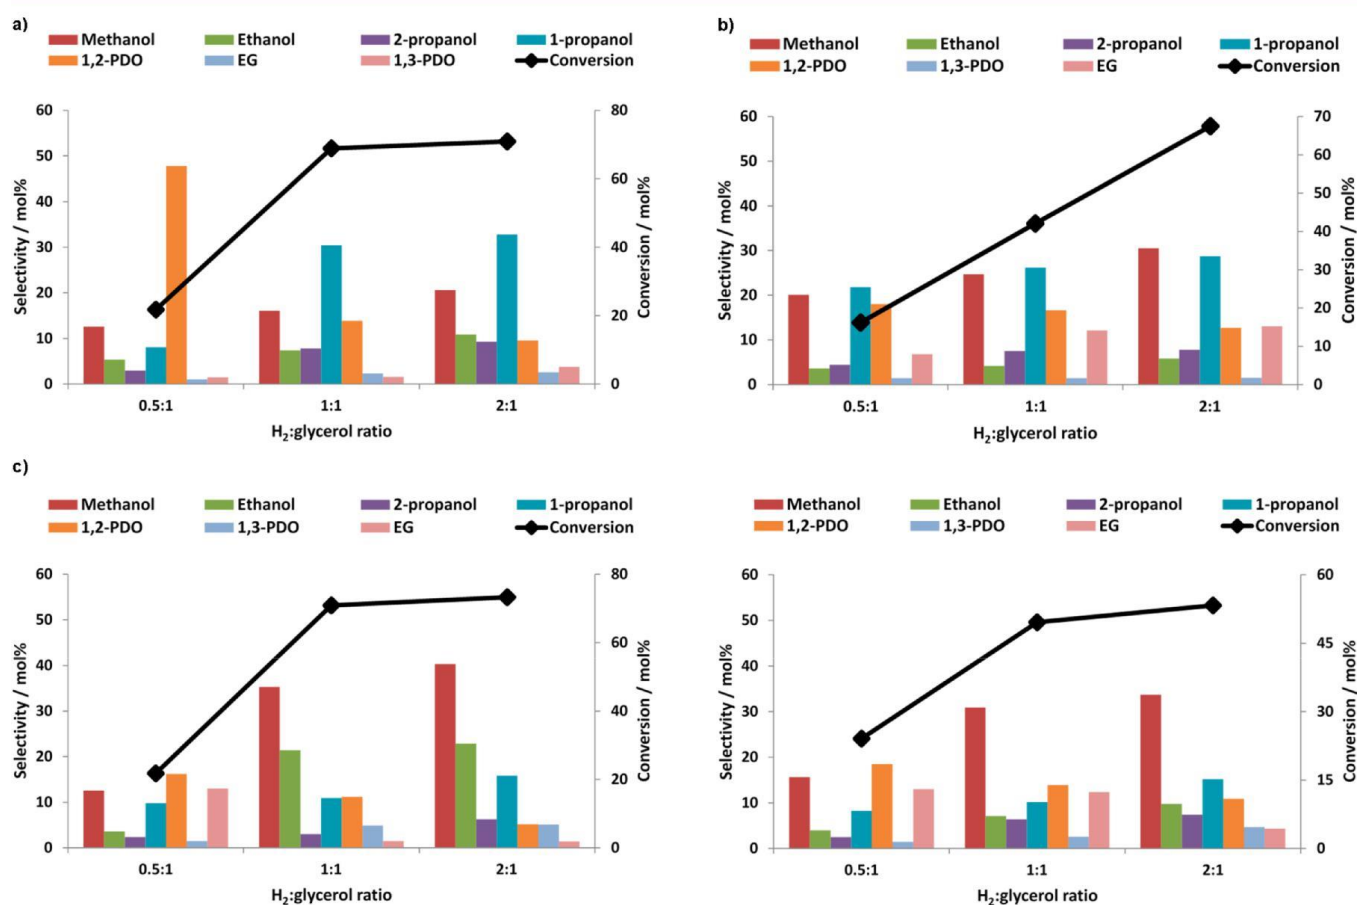 a)
Methanol Ethanol 2-propanol 1-propanol
1,2-PDO EG 1,3-PDO Conversion
60
50
40
30
20
10
0
Selectivity / mol%
80
60
40
20
0
Conversion / mol%
0.5:1 1:1 2:1
H₂:glycerol ratio
b)
Methanol Ethanol 2-propanol 1-propanol
1,2-PDO 1,3-PDO EG Conversion
60
50
40
30
20
10
0
Selectivity / mol%
70
60
50
40
30
20
10
0
Conversion / mol%
0.5:1 1:1 2:1
H₂:glycerol ratio
c)
Methanol Ethanol 2-propanol 1-propanol
1,2-PDO 1,3-PDO EG Conversion
60
50
40
30
20
10
0
Selectivity / mol%
80
60
40
20
0
Conversion / mol%
0.5:1 1:1 2:1
H₂:glycerol ratio
Methanol Ethanol 2-propanol 1-propanol
1,2-PDO 1,3-PDO EG Conversion
60
50
40
30
20
10
0
Selectivity / mol%
60
45
30
15
0
Conversion / mol%
0.5:1 1:1 2:1
H₂:glycerol ratio